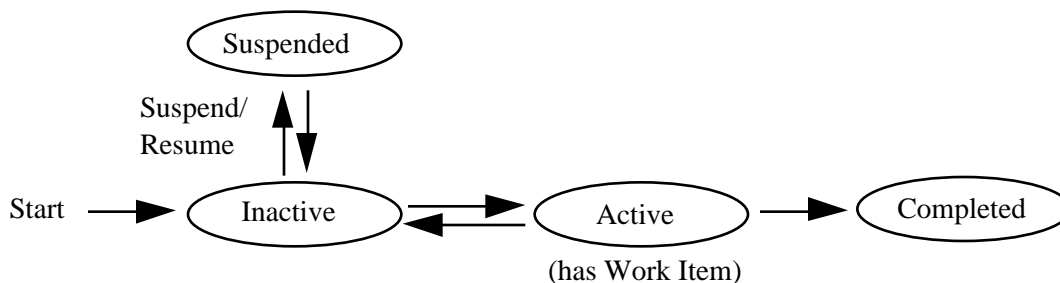 Suspended
Suspend/
Resume
Start
Inactive
Active
Completed
(has Work Item)